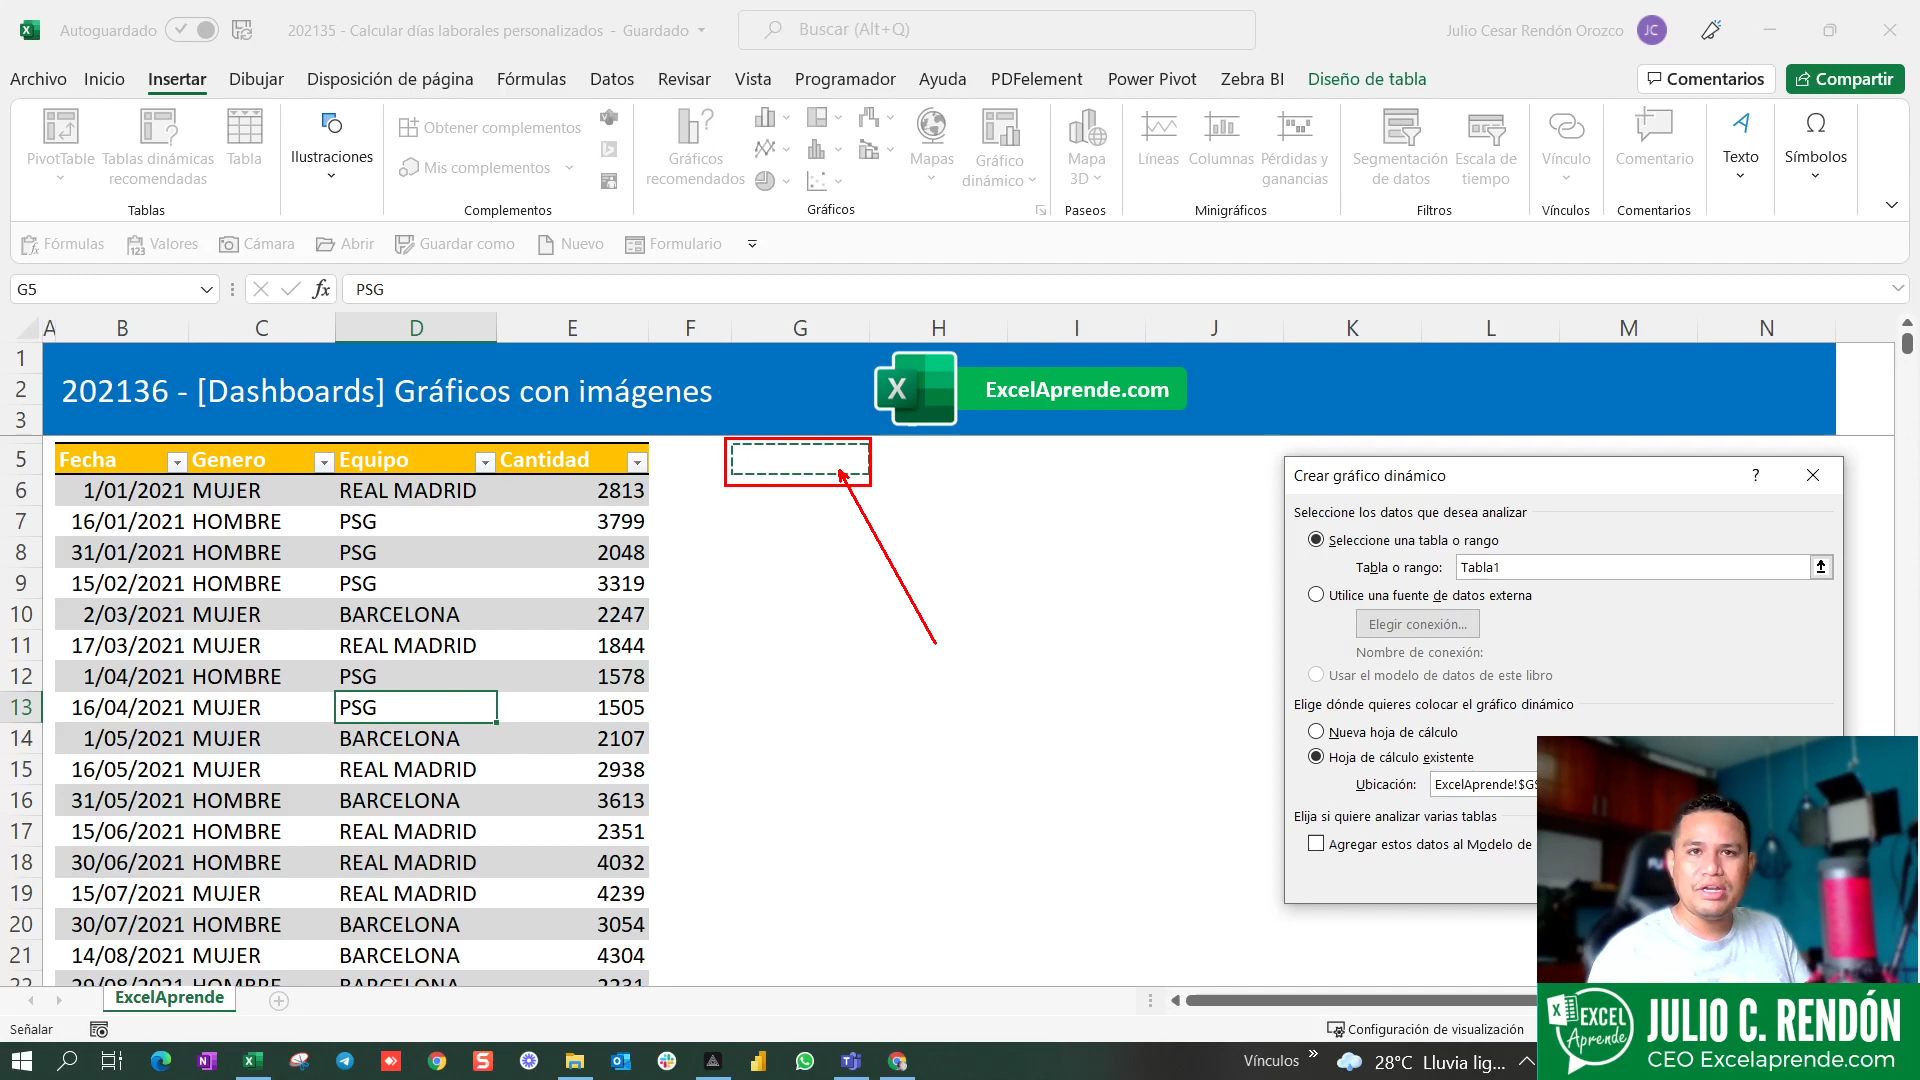 Autoguardado
202135 - Calcular días laborales personalizados - Guardado
Buscar (Alt+Q)
Julio Cesar Rendón Orozco
JC
Archivo Inicio Insertar Dibujar Disposición de página Fórmulas Datos Revisar Vista Programador Ayuda PDFelement Power Pivot Zebra BI Diseño de tabla
Comentarios
Compartir
PivotTable
Tablas dinámicas recomendadas
Tabla
Tablas
Ilustraciones
Obtener complementos
Mis complementos
Complementos
Gráficos recomendados
Mapas
Gráfico dinámico
Gráficos
Mapa 3D
Paseos
Líneas
Columnas
Pérdidas y ganancias
Minigráficos
Segmentación de datos
Escala de tiempo
Filtros
Vínculo
Vínculos
Comentario
Comentarios
Texto
Símbolos
Fórmulas Valores Cámara Abrir Guardar como Nuevo Formulario
G5
fx
PSG
A B C D E F G H I J K L M N
1
2 202136 - [Dashboards] Gráficos con imágenes
X ExcelAprende.com
3
5 Fecha Genero Equipo Cantidad
6 1/01/2021 MUJER REAL MADRID 2813
7 16/01/2021 HOMBRE PSG 3799
8 31/01/2021 HOMBRE PSG 2048
9 15/02/2021 HOMBRE PSG 3319
10 2/03/2021 MUJER BARCELONA 2247
11 17/03/2021 MUJER REAL MADRID 1844
12 1/04/2021 HOMBRE PSG 1578
13 16/04/2021 MUJER PSG 1505
14 1/05/2021 MUJER BARCELONA 2107
15 16/05/2021 MUJER REAL MADRID 2938
16 31/05/2021 HOMBRE BARCELONA 3613
17 15/06/2021 HOMBRE REAL MADRID 2351
18 30/06/2021 HOMBRE REAL MADRID 4032
19 15/07/2021 MUJER REAL MADRID 4239
20 30/07/2021 HOMBRE BARCELONA 3054
21 14/08/2021 MUJER BARCELONA 4304
22 29/08/2021 HOMBRE BARCELONA 2231
Crear gráfico dinámico
?
Seleccione los datos que desea analizar
Seleccione una tabla o rango
Tabla o rango: Tabla1
Utilice una fuente de datos externa
Elegir conexión...
Nombre de conexión:
Usar el modelo de datos de este libro
Elige dónde quieres colocar el gráfico dinámico
Nueva hoja de cálculo
Hoja de cálculo existente
Ubicación: ExcelAprende!$G$
Elija si quiere analizar varias tablas
Agregar estos datos al Modelo de
ExcelAprende
Señalar
Configuración de visualización
Vínculos
28°C Lluvia lig...
EXCEL Aprende
JULIO C. RENDÓN
CEO Excelaprende.com